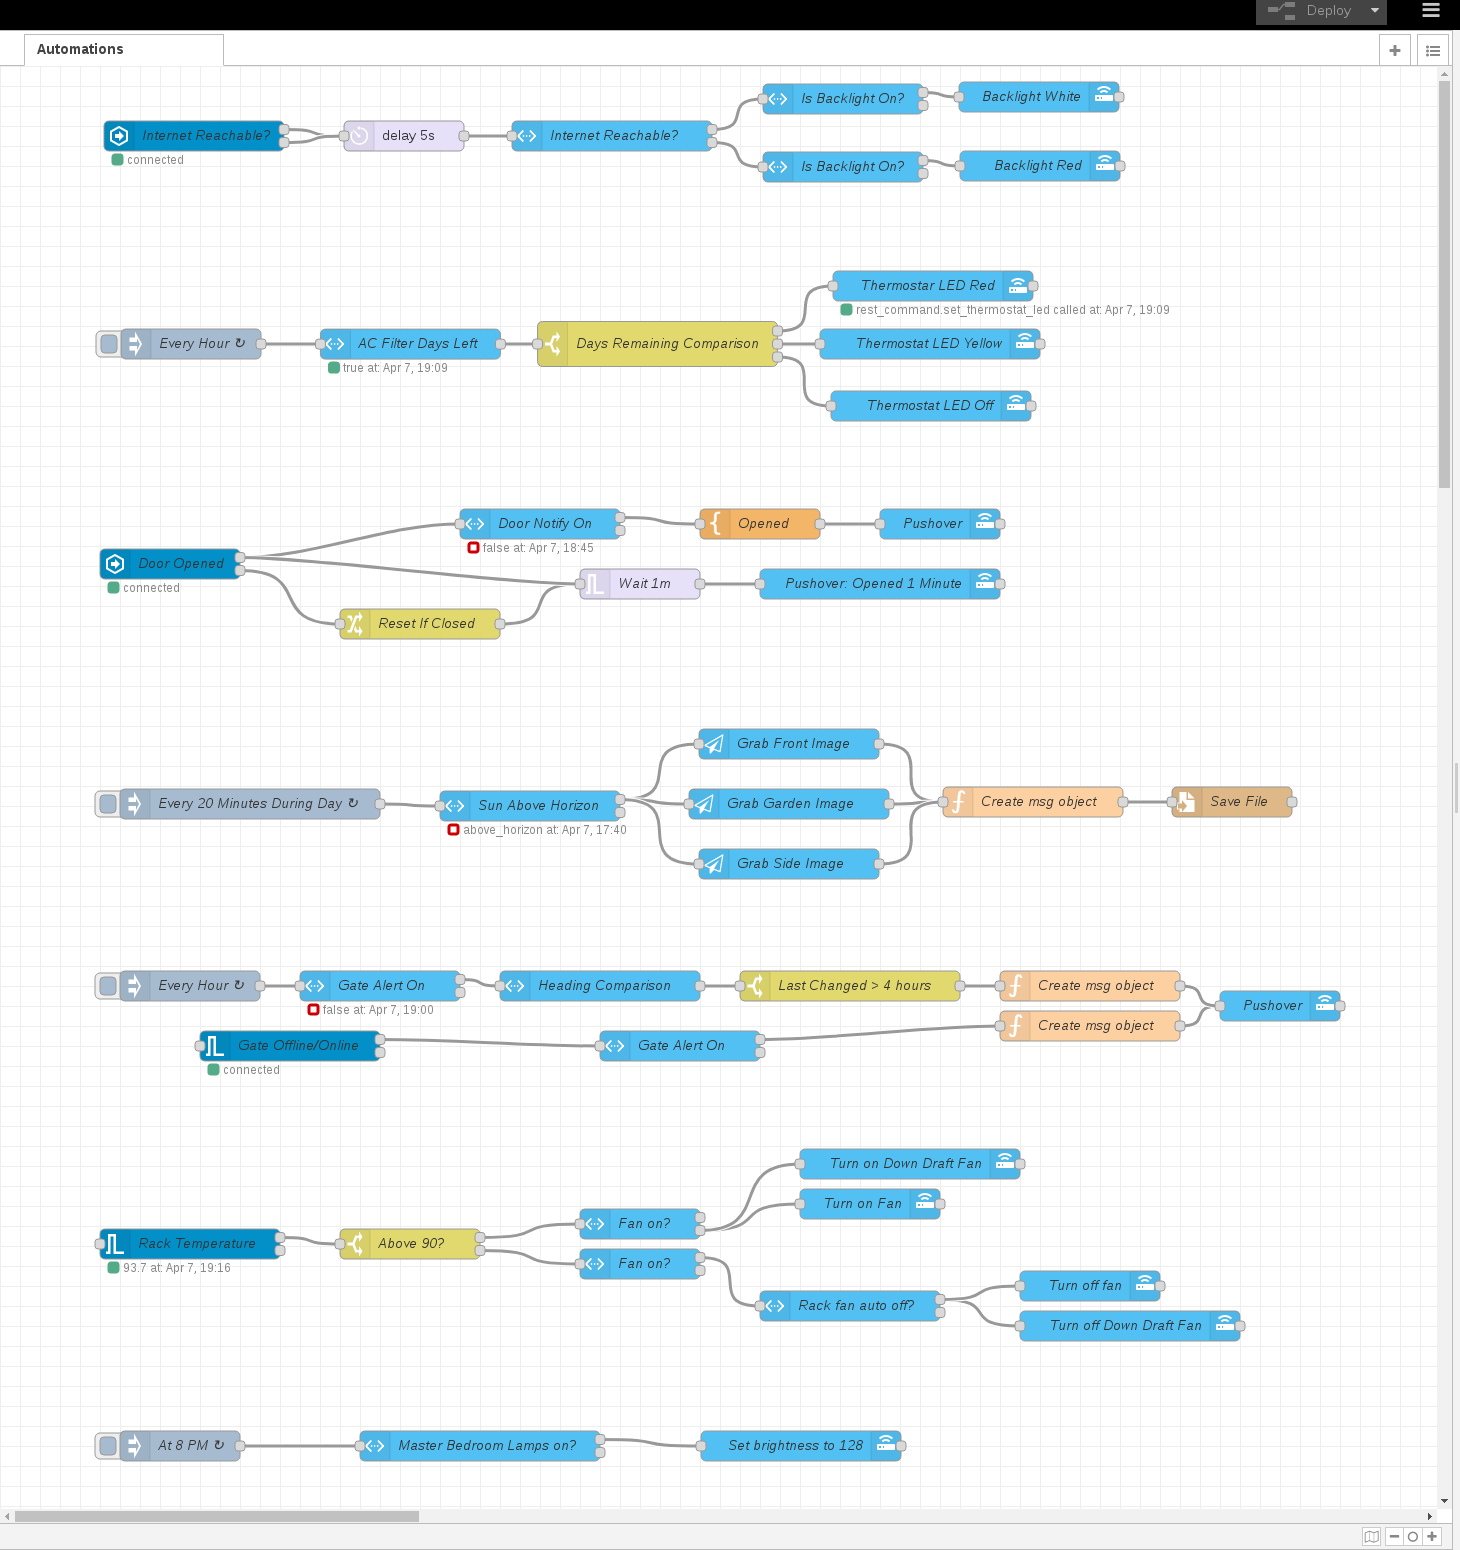 Deploy
Automations
Is Backlight On?
Backlight White
Internet Reachable?
delay 5s
Internet Reachable?
connected
Is Backlight On?
Backlight Red
Thermostar LED Red
rest_command.set_thermostat_led called at: Apr 7, 19:09
Every Hour ↻
AC Filter Days Left
Days Remaining Comparison
Thermostat LED Yellow
true at: Apr 7, 19:09
Thermostat LED Off
Door Notify On
Opened
Pushover
false at: Apr 7, 18:45
Door Opened
connected
Wait 1m
Pushover: Opened 1 Minute
Reset If Closed
Grab Front Image
Every 20 Minutes During Day ↻
Sun Above Horizon
Grab Garden Image
Create msg object
Save File
above_horizon at: Apr 7, 17:40
Grab Side Image
Every Hour ↻
Gate Alert On
Heading Comparison
Last Changed > 4 hours
Create msg object
Pushover
false at: Apr 7, 19:00
Create msg object
Gate Offline/Online
Gate Alert On
connected
Turn on Down Draft Fan
Turn on Fan
Fan on?
Rack Temperature
Above 90?
93.7 at: Apr 7, 19:16
Fan on?
Turn off fan
Rack fan auto off?
Turn off Down Draft Fan
At 8 PM ↻
Master Bedroom Lamps on?
Set brightness to 128